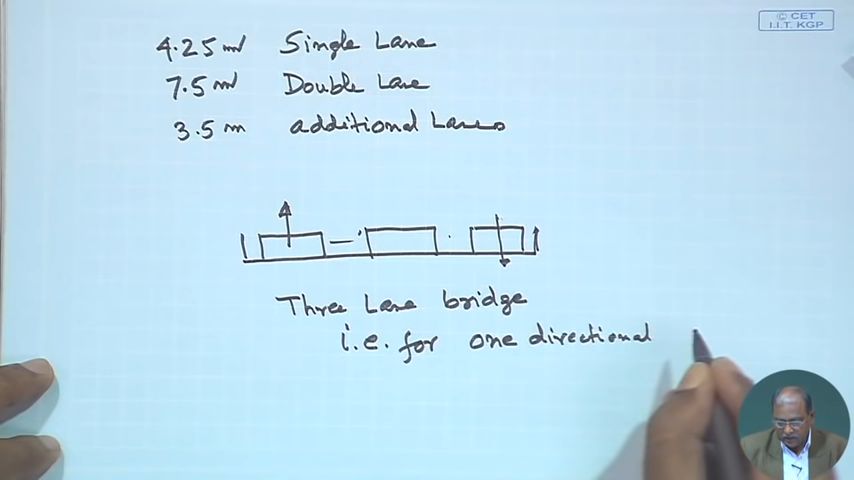 © CET
I.I.T. KGP
4.25 m Single Lane
7.5 m Double Lane
3.5 m additional Lanes
Three Lane bridge
i.e. for one directional